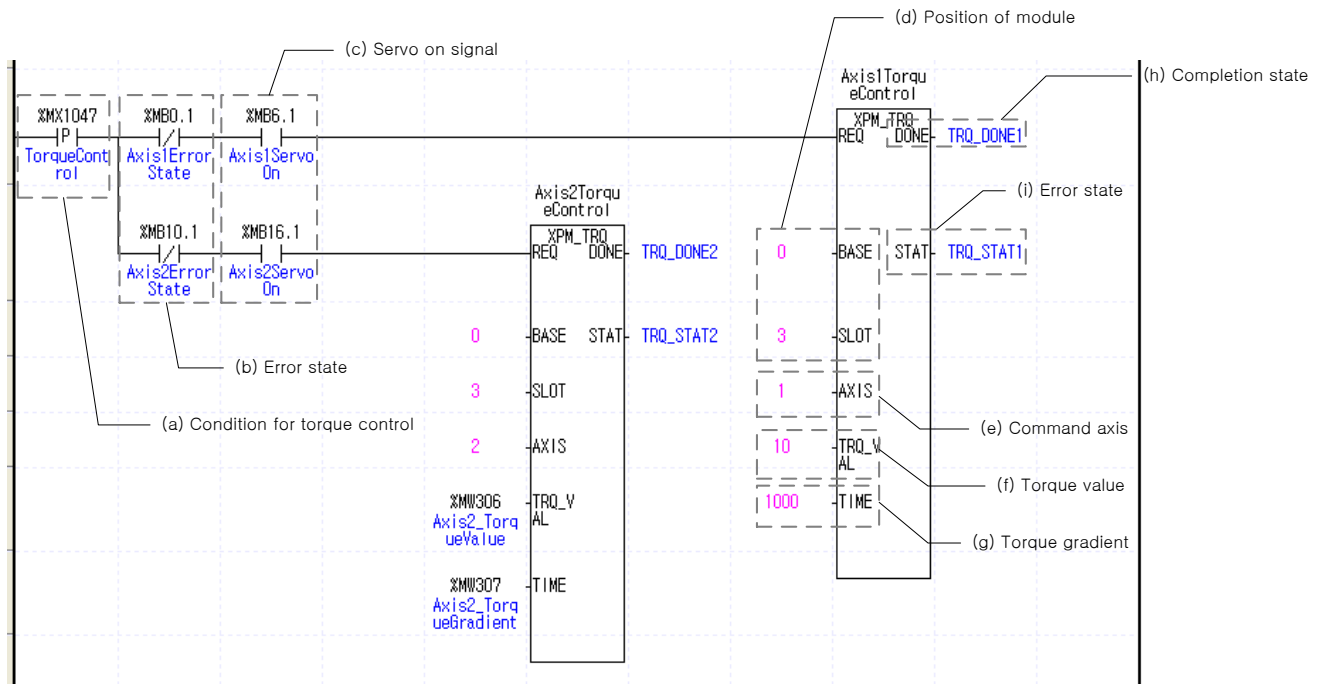 (d) Position of module
(c) Servo on signal
(h) Completion state
Axis1Torqu
eControl
%MX1047
%MB0.1
%MB6.1
P
XPM_TRQ
REQ DONE
TRQ_DONE1
TorqueCont
rol
Axis1Error
State
Axis1Servo
On
Axis2Torqu
eControl
(i) Error state
%MB10.1
%MB16.1
XPM_TRQ
REQ DONE
TRQ_DONE2
0
BASE STAT
TRQ_STAT1
Axis2Error
State
Axis2Servo
On
0
BASE STAT
TRQ_STAT2
3
SLOT
(b) Error state
3
SLOT
1
AXIS
(a) Condition for torque control
(e) Command axis
2
AXIS
10
TRQ_V
AL
(f) Torque value
%MW306
Axis2_Torq
ueValue
TRQ_V
AL
1000
TIME
(g) Torque gradient
%MW307
Axis2_Torq
ueGradient
TIME